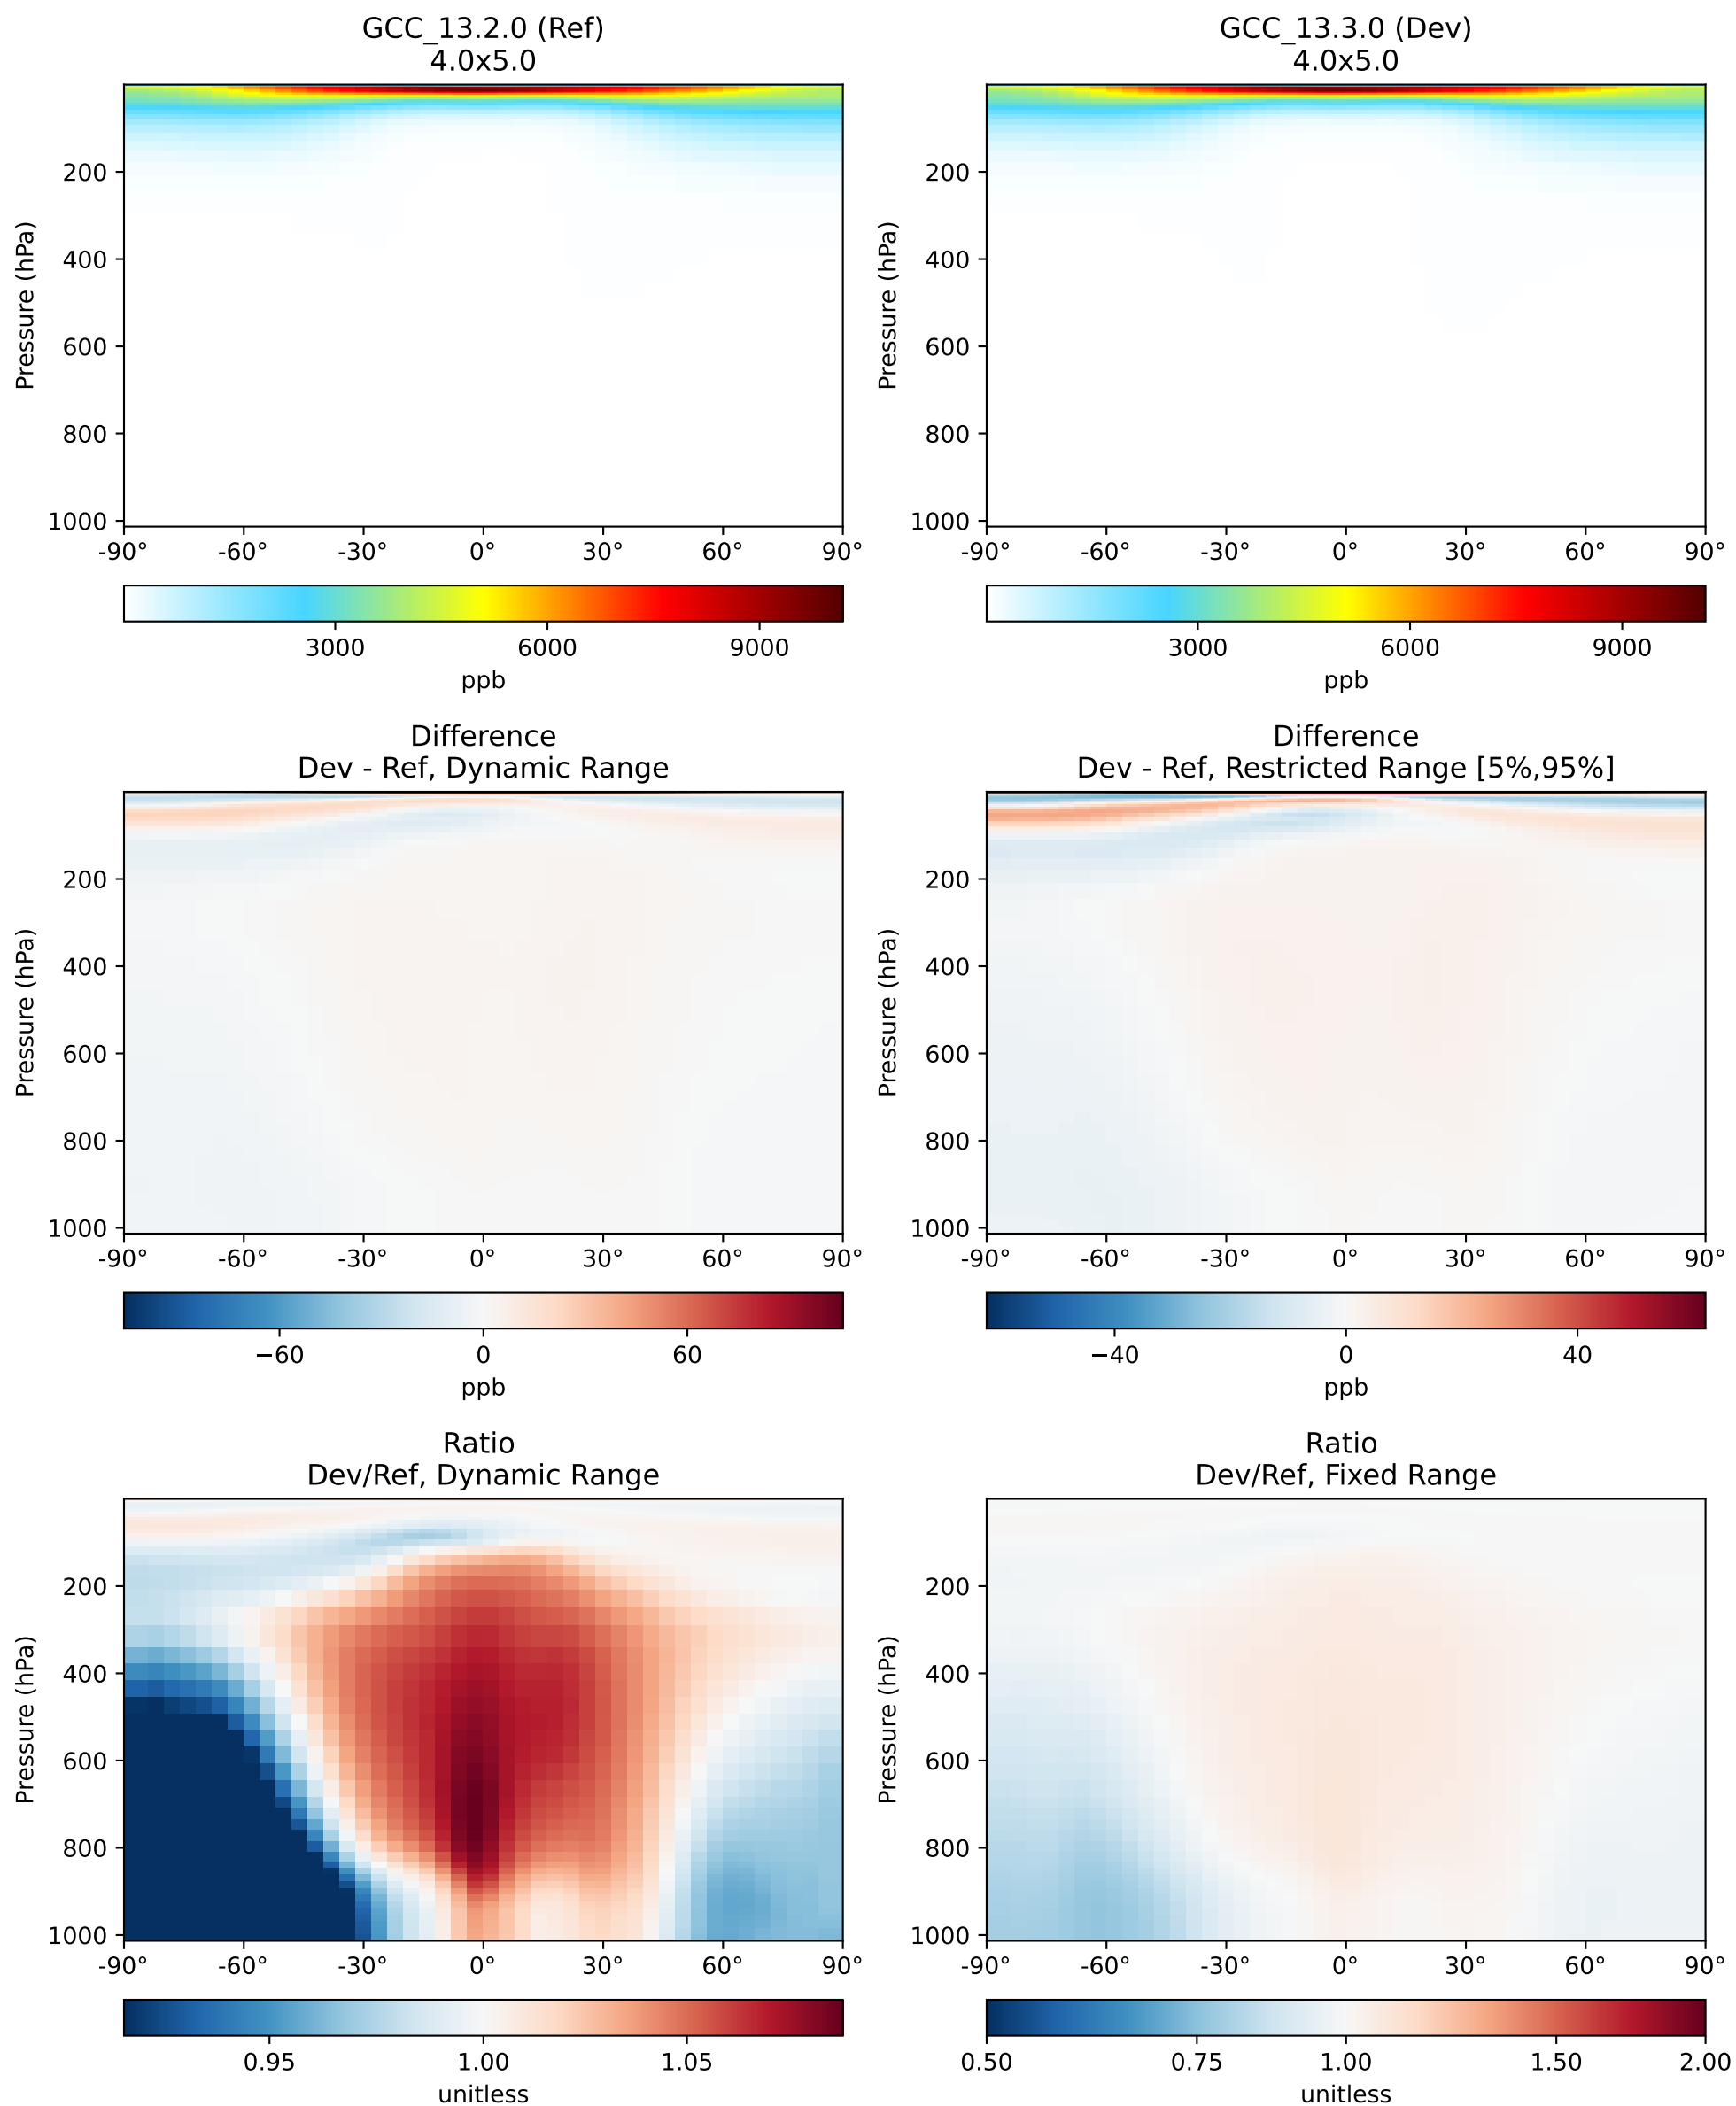 GCC_13.2.0 (Ref)
4.0x5.0
Pressure (hPa)
200
400
600
800
1000
-90° -60° -30° 0° 30° 60° 90°
3000 6000 9000
ppb
GCC_13.3.0 (Dev)
4.0x5.0
Pressure (hPa)
200
400
600
800
1000
-90° -60° -30° 0° 30° 60° 90°
3000 6000 9000
ppb
Difference
Dev - Ref, Dynamic Range
Pressure (hPa)
200
400
600
800
1000
-90° -60° -30° 0° 30° 60° 90°
−60 0 60
ppb
Difference
Dev - Ref, Restricted Range [5%,95%]
Pressure (hPa)
200
400
600
800
1000
-90° -60° -30° 0° 30° 60° 90°
−40 0 40
ppb
Ratio
Dev/Ref, Dynamic Range
Pressure (hPa)
200
400
600
800
1000
-90° -60° -30° 0° 30° 60° 90°
0.95 1.00 1.05
unitless
Ratio
Dev/Ref, Fixed Range
Pressure (hPa)
200
400
600
800
1000
-90° -60° -30° 0° 30° 60° 90°
0.50 0.75 1.00 1.50 2.00
unitless